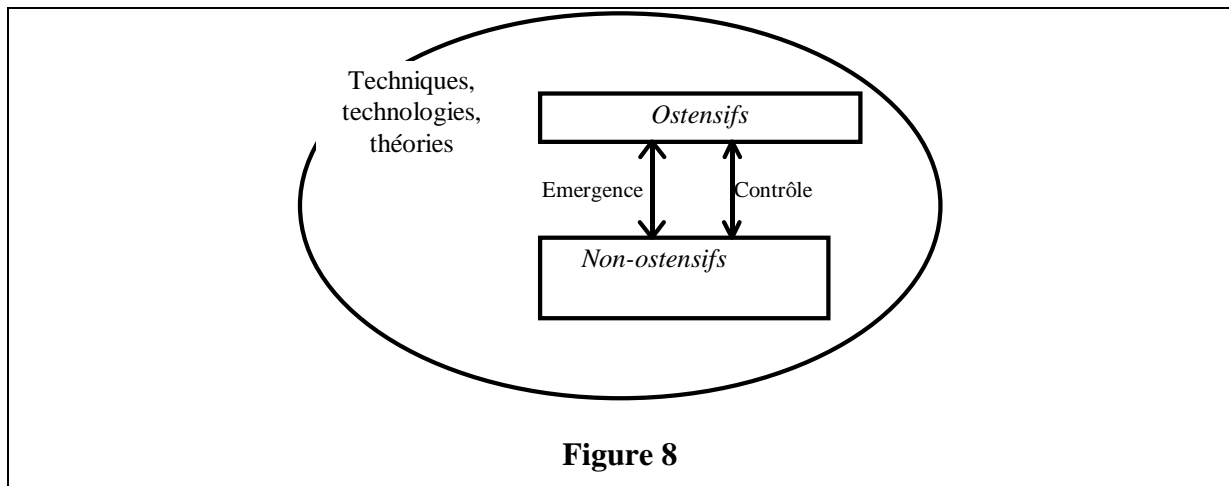 Techniques,
technologies,
théories
Ostensifs
Emergence
Contrôle
Non-ostensifs
Figure 8